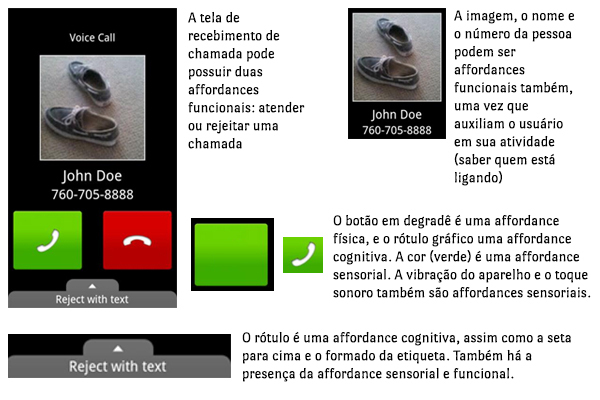 Voice Call
John Doe
760-705-8888
Reject with text
A tela de
recebimento de
chamada pode
possuir duas
affordances
funcionais: atender
ou rejeitar uma
chamada
John Doe
760-705-8888
A imagem, o nome e
o número da pessoa
podem ser
affordances
funcionais também,
uma vez que
auxiliam o usuário
em sua atividade
(saber quem está
ligando)
O botão em degradê é uma affordance
física, e o rótulo gráfico uma affordance
cognitiva. A cor (verde) é uma affordance
sensorial. A vibração do aparelho e o toque
sonoro também são affordances sensoriais.
Reject with text
O rótulo é uma affordance cognitiva, assim como a seta
para cima e o formado da etiqueta. Também há a
presença da affordance sensorial e funcional.